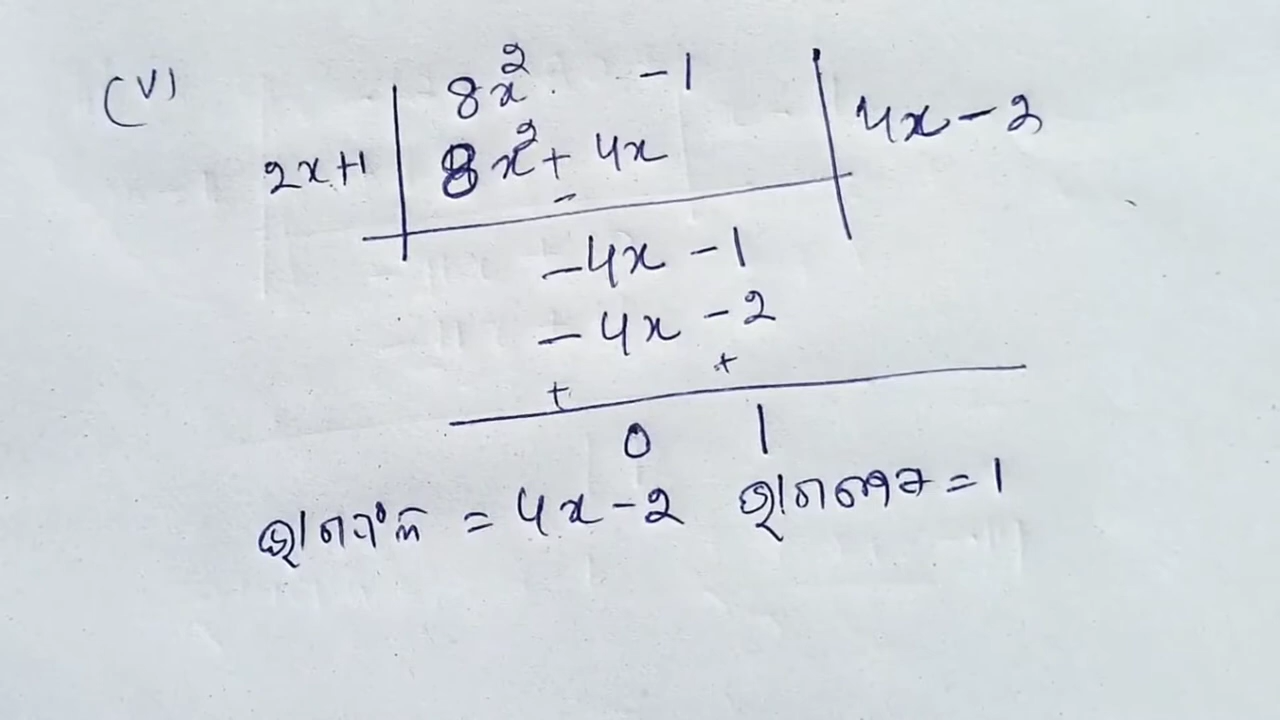 (V)
8x² -1
2x+1 8x² + 4x 4x-2
-
-4x -1
-4x -2
+ +
0 1
ଭାଗଫଳ = 4x-2 ଭାଗଶେଷ = 1